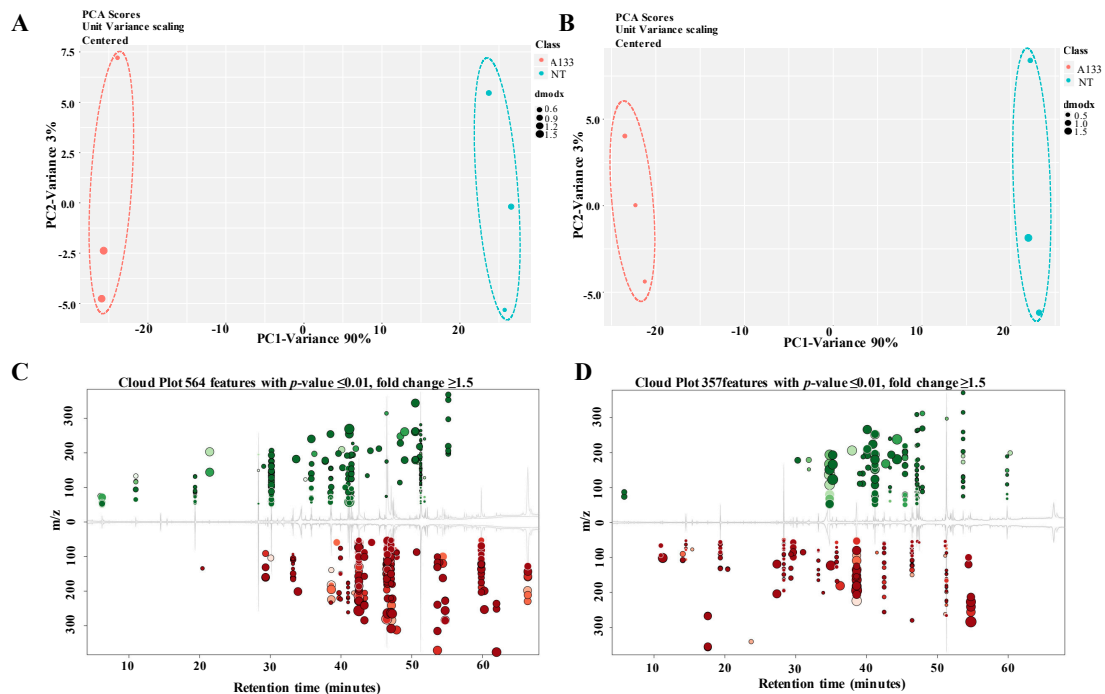 A
PCA Scores
Unit Variance scaling
Centered
7.5
5.0
2.5
0.0
-2.5
-5.0
PC2-Variance 3%
-20
-10
0
10
20
PC1-Variance 90%
Class
A133
NT
dmodx
0.6
0.9
1.2
1.5
B
PCA Scores
Unit Variance scaling
Centered
5.0
0.0
-5.0
PC2-Variance 3%
-20
-10
0
10
20
PC1-Variance 90%
Class
A133
NT
dmodx
0.5
1.0
1.5
C
Cloud Plot 564 features with p-value ≤0.01, fold change ≥1.5
300
200
100
0
100
200
300
m/z
10
20
30
40
50
60
Retention time (minutes)
D
Cloud Plot 357features with p-value ≤0.01, fold change ≥1.5
300
200
100
0
100
200
300
m/z
10
20
30
40
50
60
Retention time (minutes)